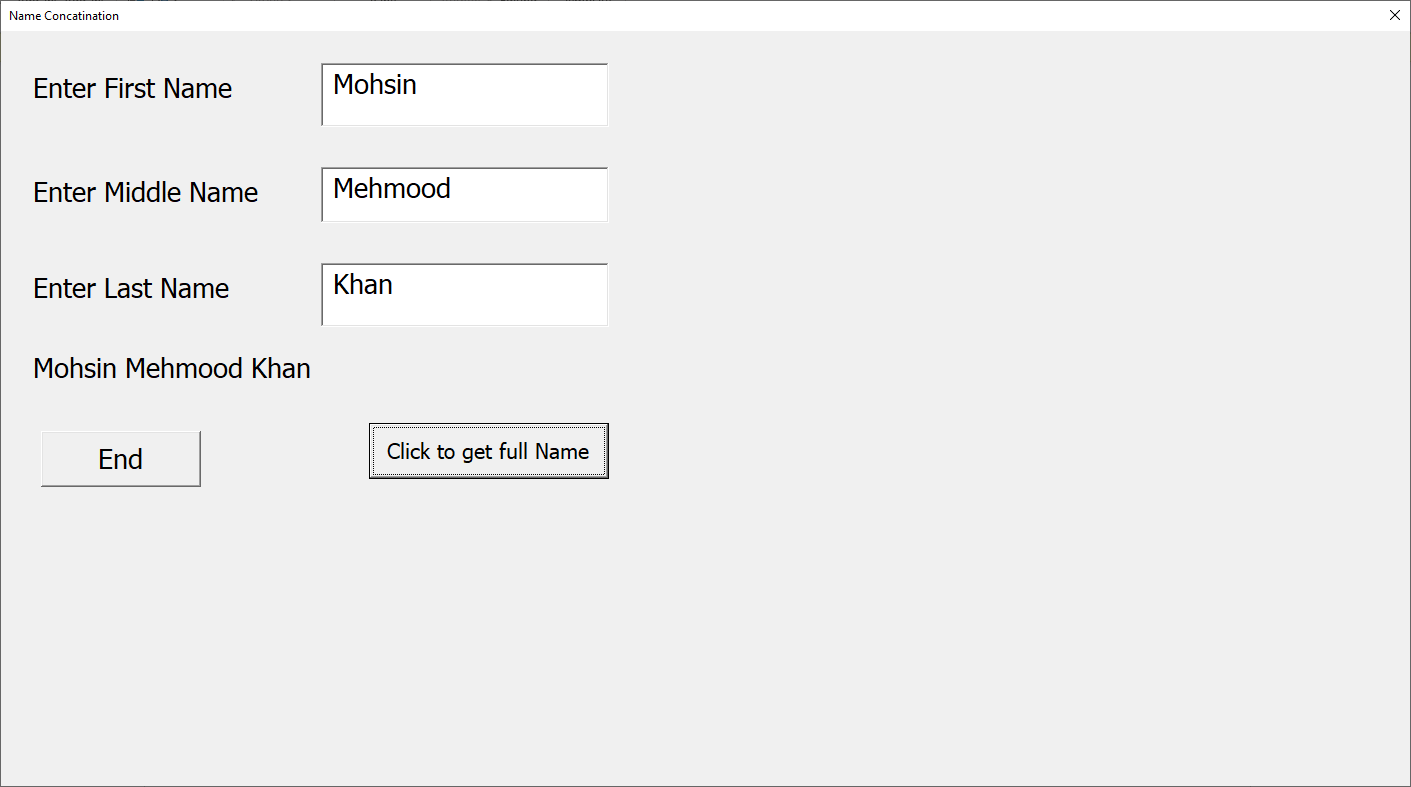 Name Concatination
Enter First Name
Mohsin
Enter Middle Name
Mehmood
Enter Last Name
Khan
Mohsin Mehmood Khan
End
Click to get full Name